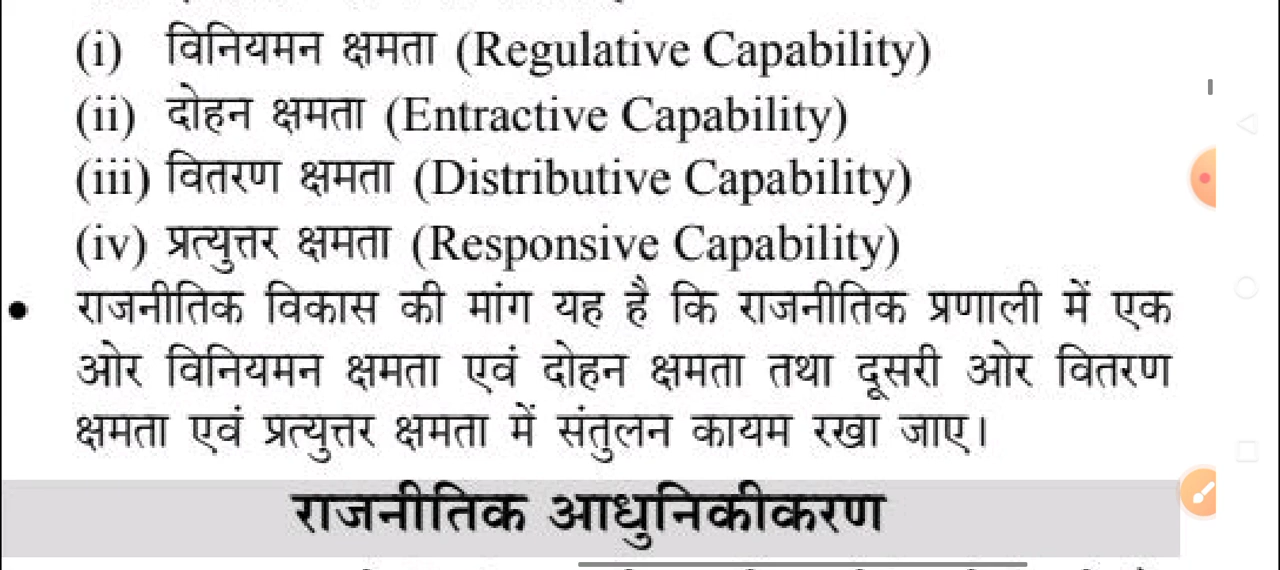 (i) विनियमन क्षमता (Regulative Capability)
(ii) दोहन क्षमता (Entractive Capability)
(iii) वितरण क्षमता (Distributive Capability)
(iv) प्रत्युत्तर क्षमता (Responsive Capability)
• राजनीतिक विकास की मांग यह है कि राजनीतिक प्रणाली में एक
ओर विनियमन क्षमता एवं दोहन क्षमता तथा दूसरी ओर वितरण
क्षमता एवं प्रत्युत्तर क्षमता में संतुलन कायम रखा जाए।
राजनीतिक आधुनिकीकरण